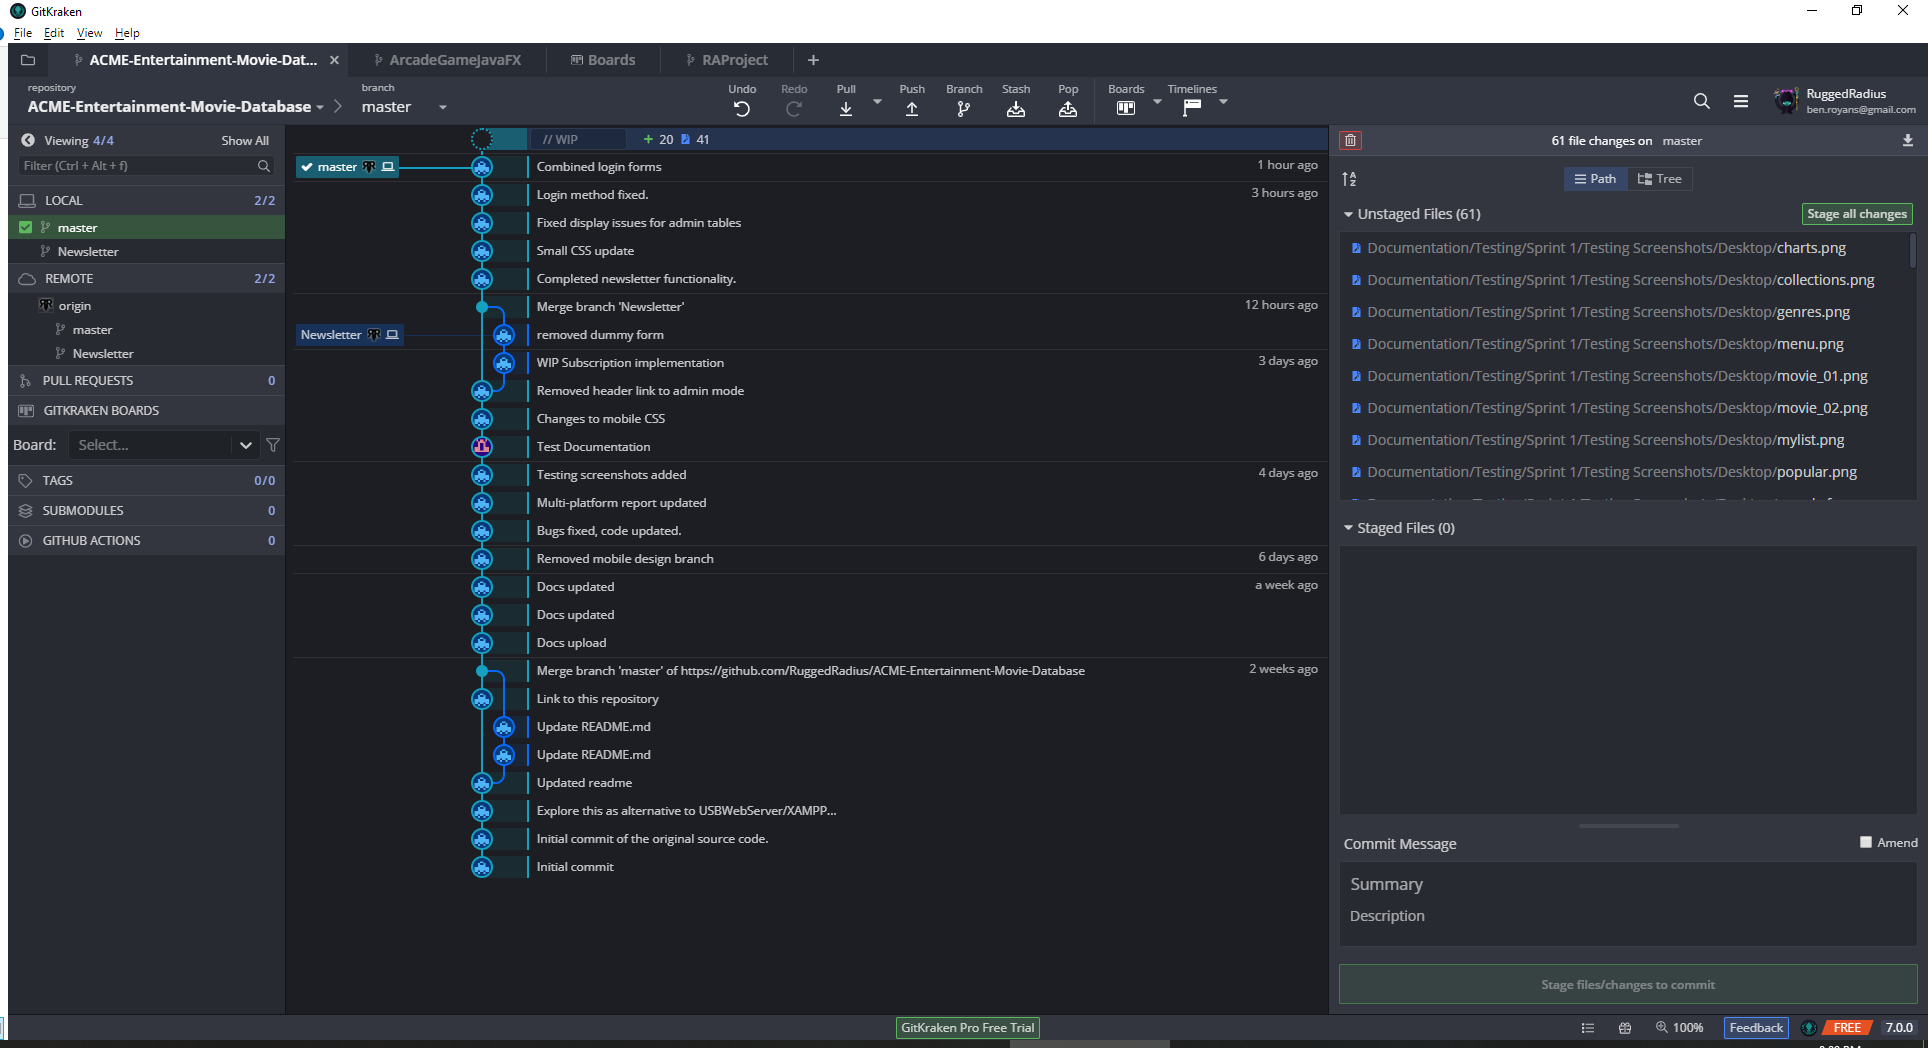 GitKraken
File Edit View Help
ACME-Entertainment-Movie-Dat... ArcadeGameJavaFX Boards RAProject
repository
ACME-Entertainment-Movie-Database
branch
master
Undo Redo Pull Push Branch Stash Pop Boards Timelines
RuggedRadius
ben.royans@gmail.com
Viewing 4/4 Show All
Filter (Ctrl + Alt + f)
LOCAL 2/2
master
Newsletter
REMOTE 2/2
origin
master
Newsletter
PULL REQUESTS 0
GITKRAKEN BOARDS
Board: Select...
TAGS 0/0
SUBMODULES 0
GITHUB ACTIONS 0
// WIP + 20 41
master Combined login forms 1 hour ago
Login method fixed. 3 hours ago
Fixed display issues for admin tables
Small CSS update
Completed newsletter functionality.
Merge branch 'Newsletter' 12 hours ago
Newsletter removed dummy form
WIP Subscription implementation 3 days ago
Removed header link to admin mode
Changes to mobile CSS
Test Documentation
Testing screenshots added 4 days ago
Multi-platform report updated
Bugs fixed, code updated.
Removed mobile design branch 6 days ago
Docs updated a week ago
Docs updated
Docs upload
Merge branch 'master' of https://github.com/RuggedRadius/ACME-Entertainment-Movie-Database 2 weeks ago
Link to this repository
Update README.md
Update README.md
Updated readme
Explore this as alternative to USBWebServer/XAMPP...
Initial commit of the original source code.
Initial commit
61 file changes on master
Path Tree
Unstaged Files (61) Stage all changes
Documentation/Testing/Sprint 1/Testing Screenshots/Desktop/charts.png
Documentation/Testing/Sprint 1/Testing Screenshots/Desktop/collections.png
Documentation/Testing/Sprint 1/Testing Screenshots/Desktop/genres.png
Documentation/Testing/Sprint 1/Testing Screenshots/Desktop/menu.png
Documentation/Testing/Sprint 1/Testing Screenshots/Desktop/movie_01.png
Documentation/Testing/Sprint 1/Testing Screenshots/Desktop/movie_02.png
Documentation/Testing/Sprint 1/Testing Screenshots/Desktop/mylist.png
Documentation/Testing/Sprint 1/Testing Screenshots/Desktop/popular.png
Staged Files (0)
Commit Message Amend
Summary
Description
Stage files/changes to commit
GitKraken Pro Free Trial
100% Feedback FREE 7.0.0